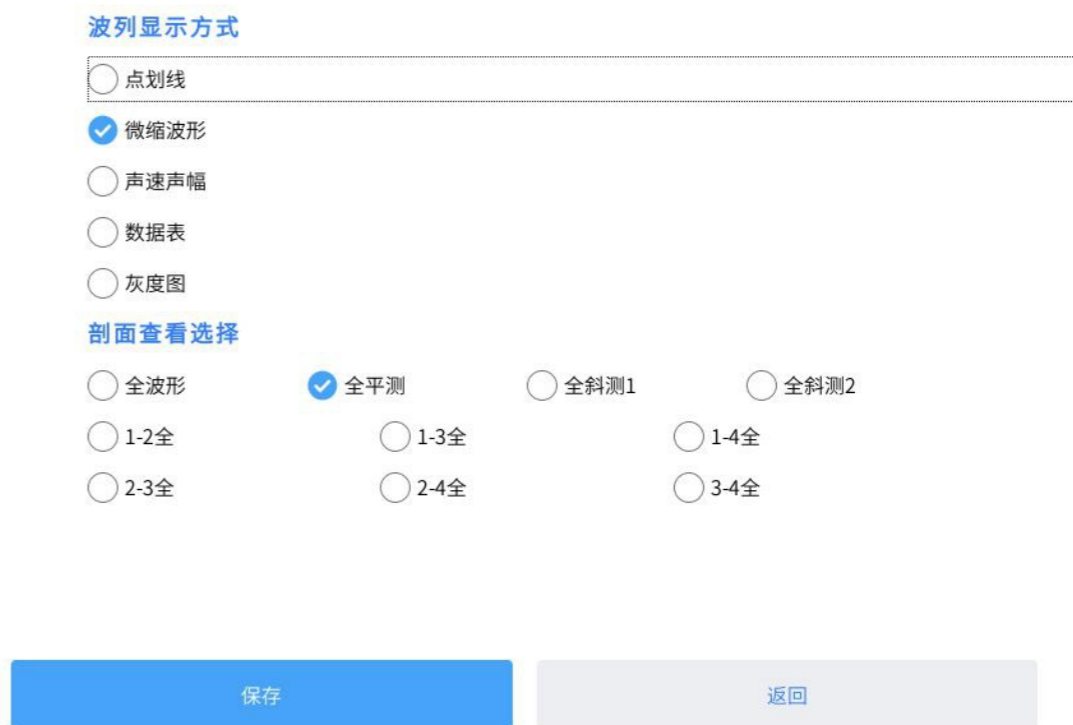 波列显示方式
点划线
微缩波形
声速声幅
数据表
灰度图
剖面查看选择
全波形 全平测 全斜测1 全斜测2
1-2全 1-3全 1-4全
2-3全 2-4全 3-4全
保存 返回